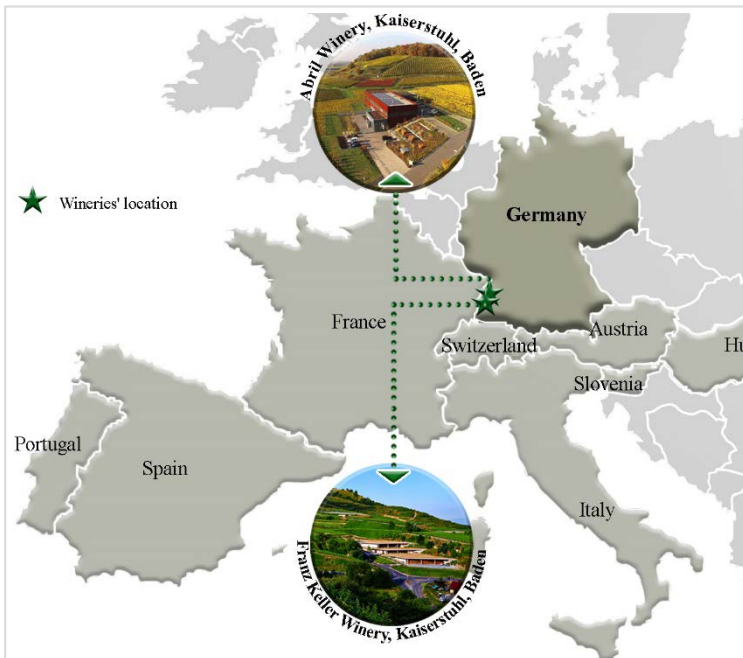 Abril Winery, Kaiserstuhl, Baden
Wineries' location
Germany
France
Austria
Switzerland
Hu
Slovenia
Portugal
Spain
Italy
Franz Keller Winery, Kaiserstuhl, Baden